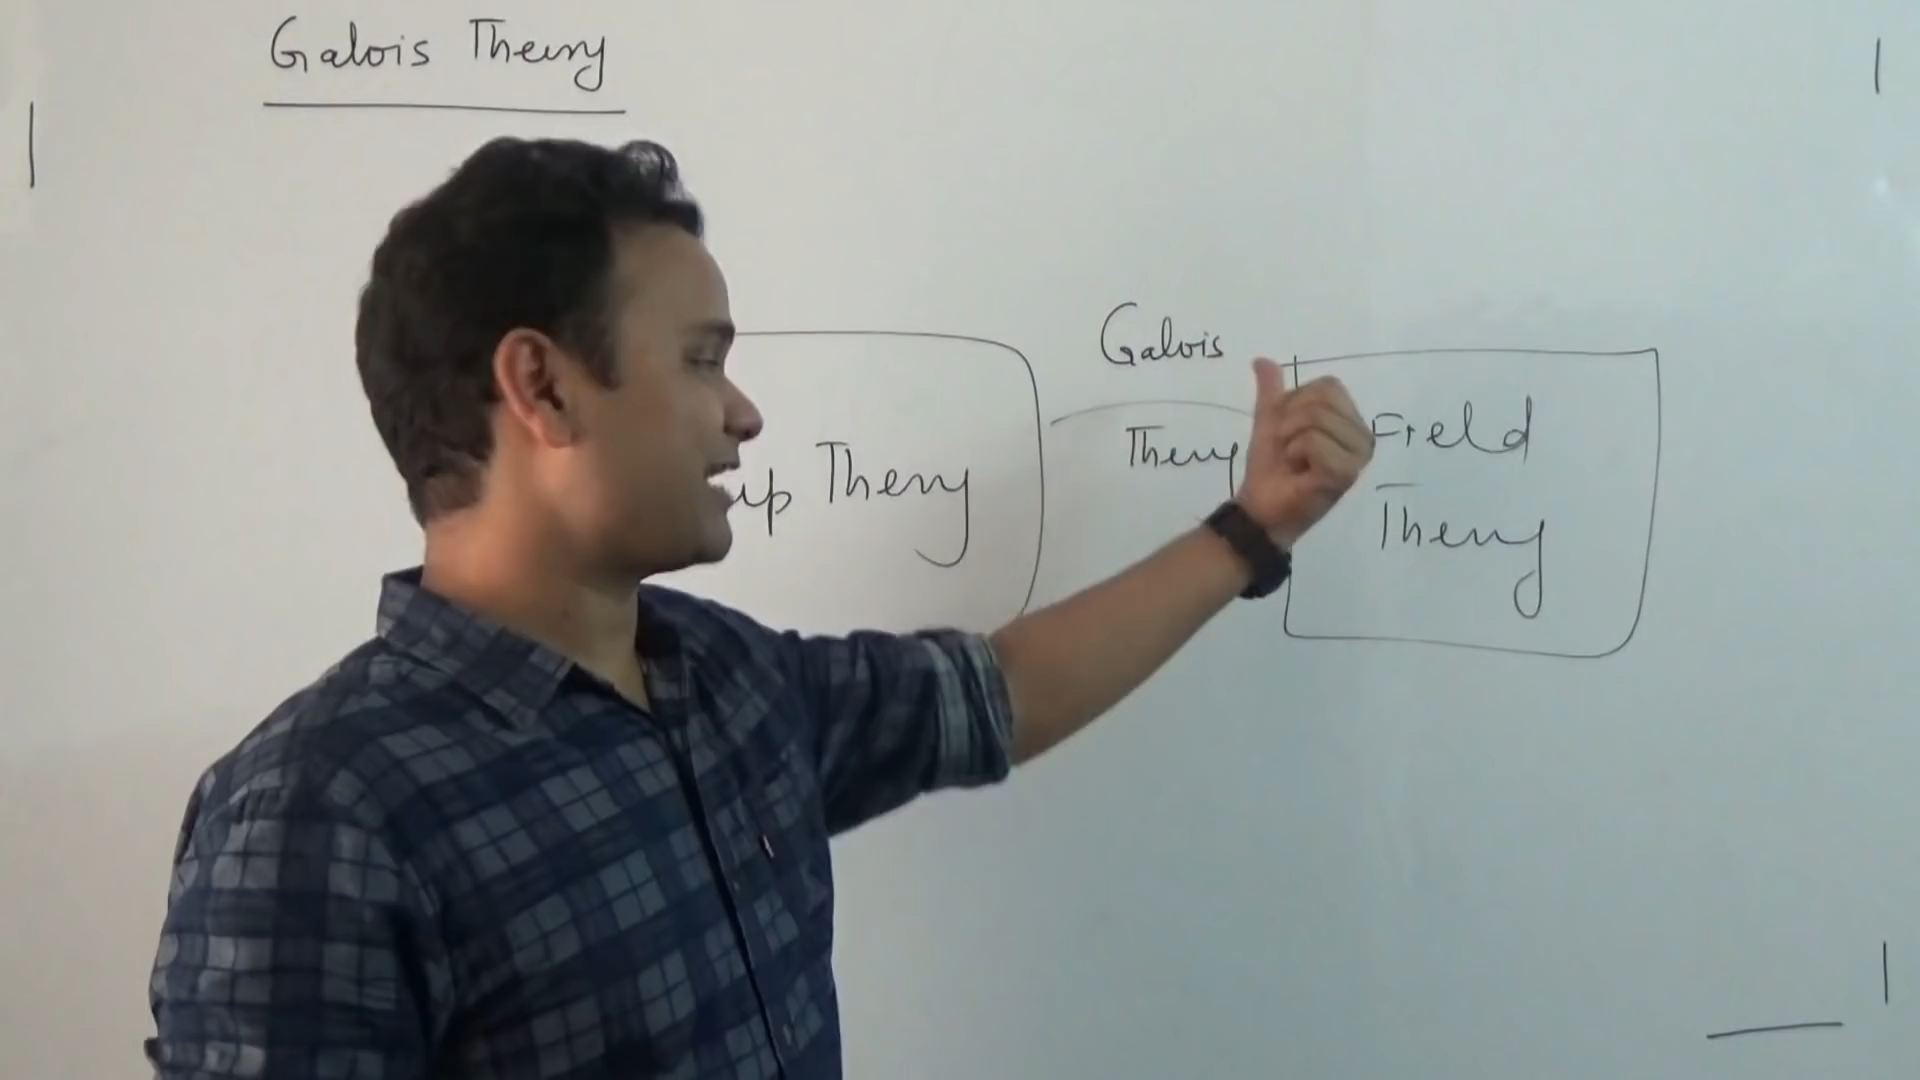 Galois Theory
Galois
Theory
up Theory
Field
Theory